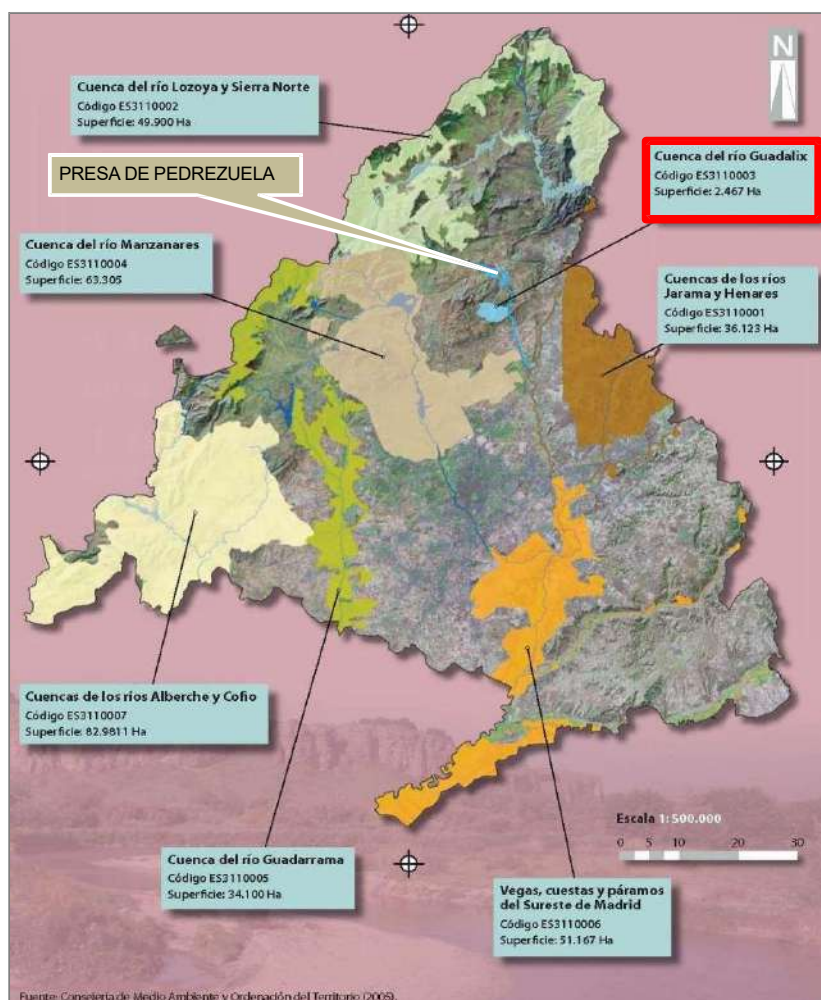 N
Cuenca del río Lozoya y Sierra Norte
Código ES3110002
Superficie: 49.900 Ha
PRESA DE PEDREZUELA
Cuenca del río Guadalix
Código ES3110003
Superficie: 2.467 Ha
Cuenca del río Manzanares
Código ES3110004
Superficie: 63.305
Cuencas de los ríos
Jarama y Henares
Código ES3110001
Superficie: 36.123 Ha
Cuencas de los ríos Alberche y Cofio
Código ES3110007
Superficie: 82.9811 Ha
Escala 1:500.000
0 5 10 20 30
Cuenca del río Guadarrama
Código ES3110005
Superficie: 34.100 Ha
Vegas, cuestas y páramos
del Sureste de Madrid
Código ES3110006
Superficie: 51.167 Ha
Fuente: Consejería de Medio Ambiente y Ordenación del Territorio (2005).